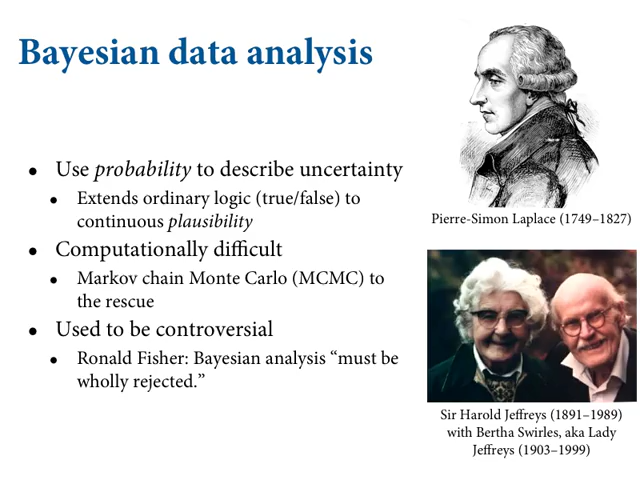 Bayesian data analysis
• Use probability to describe uncertainty
• Extends ordinary logic (true/false) to
continuous plausibility
• Computationally difficult
• Markov chain Monte Carlo (MCMC) to
the rescue
• Used to be controversial
• Ronald Fisher: Bayesian analysis “must be
wholly rejected.”
Pierre-Simon Laplace (1749–1827)
Sir Harold Jeffreys (1891–1989)
with Bertha Swirles, aka Lady
Jeffreys (1903–1999)